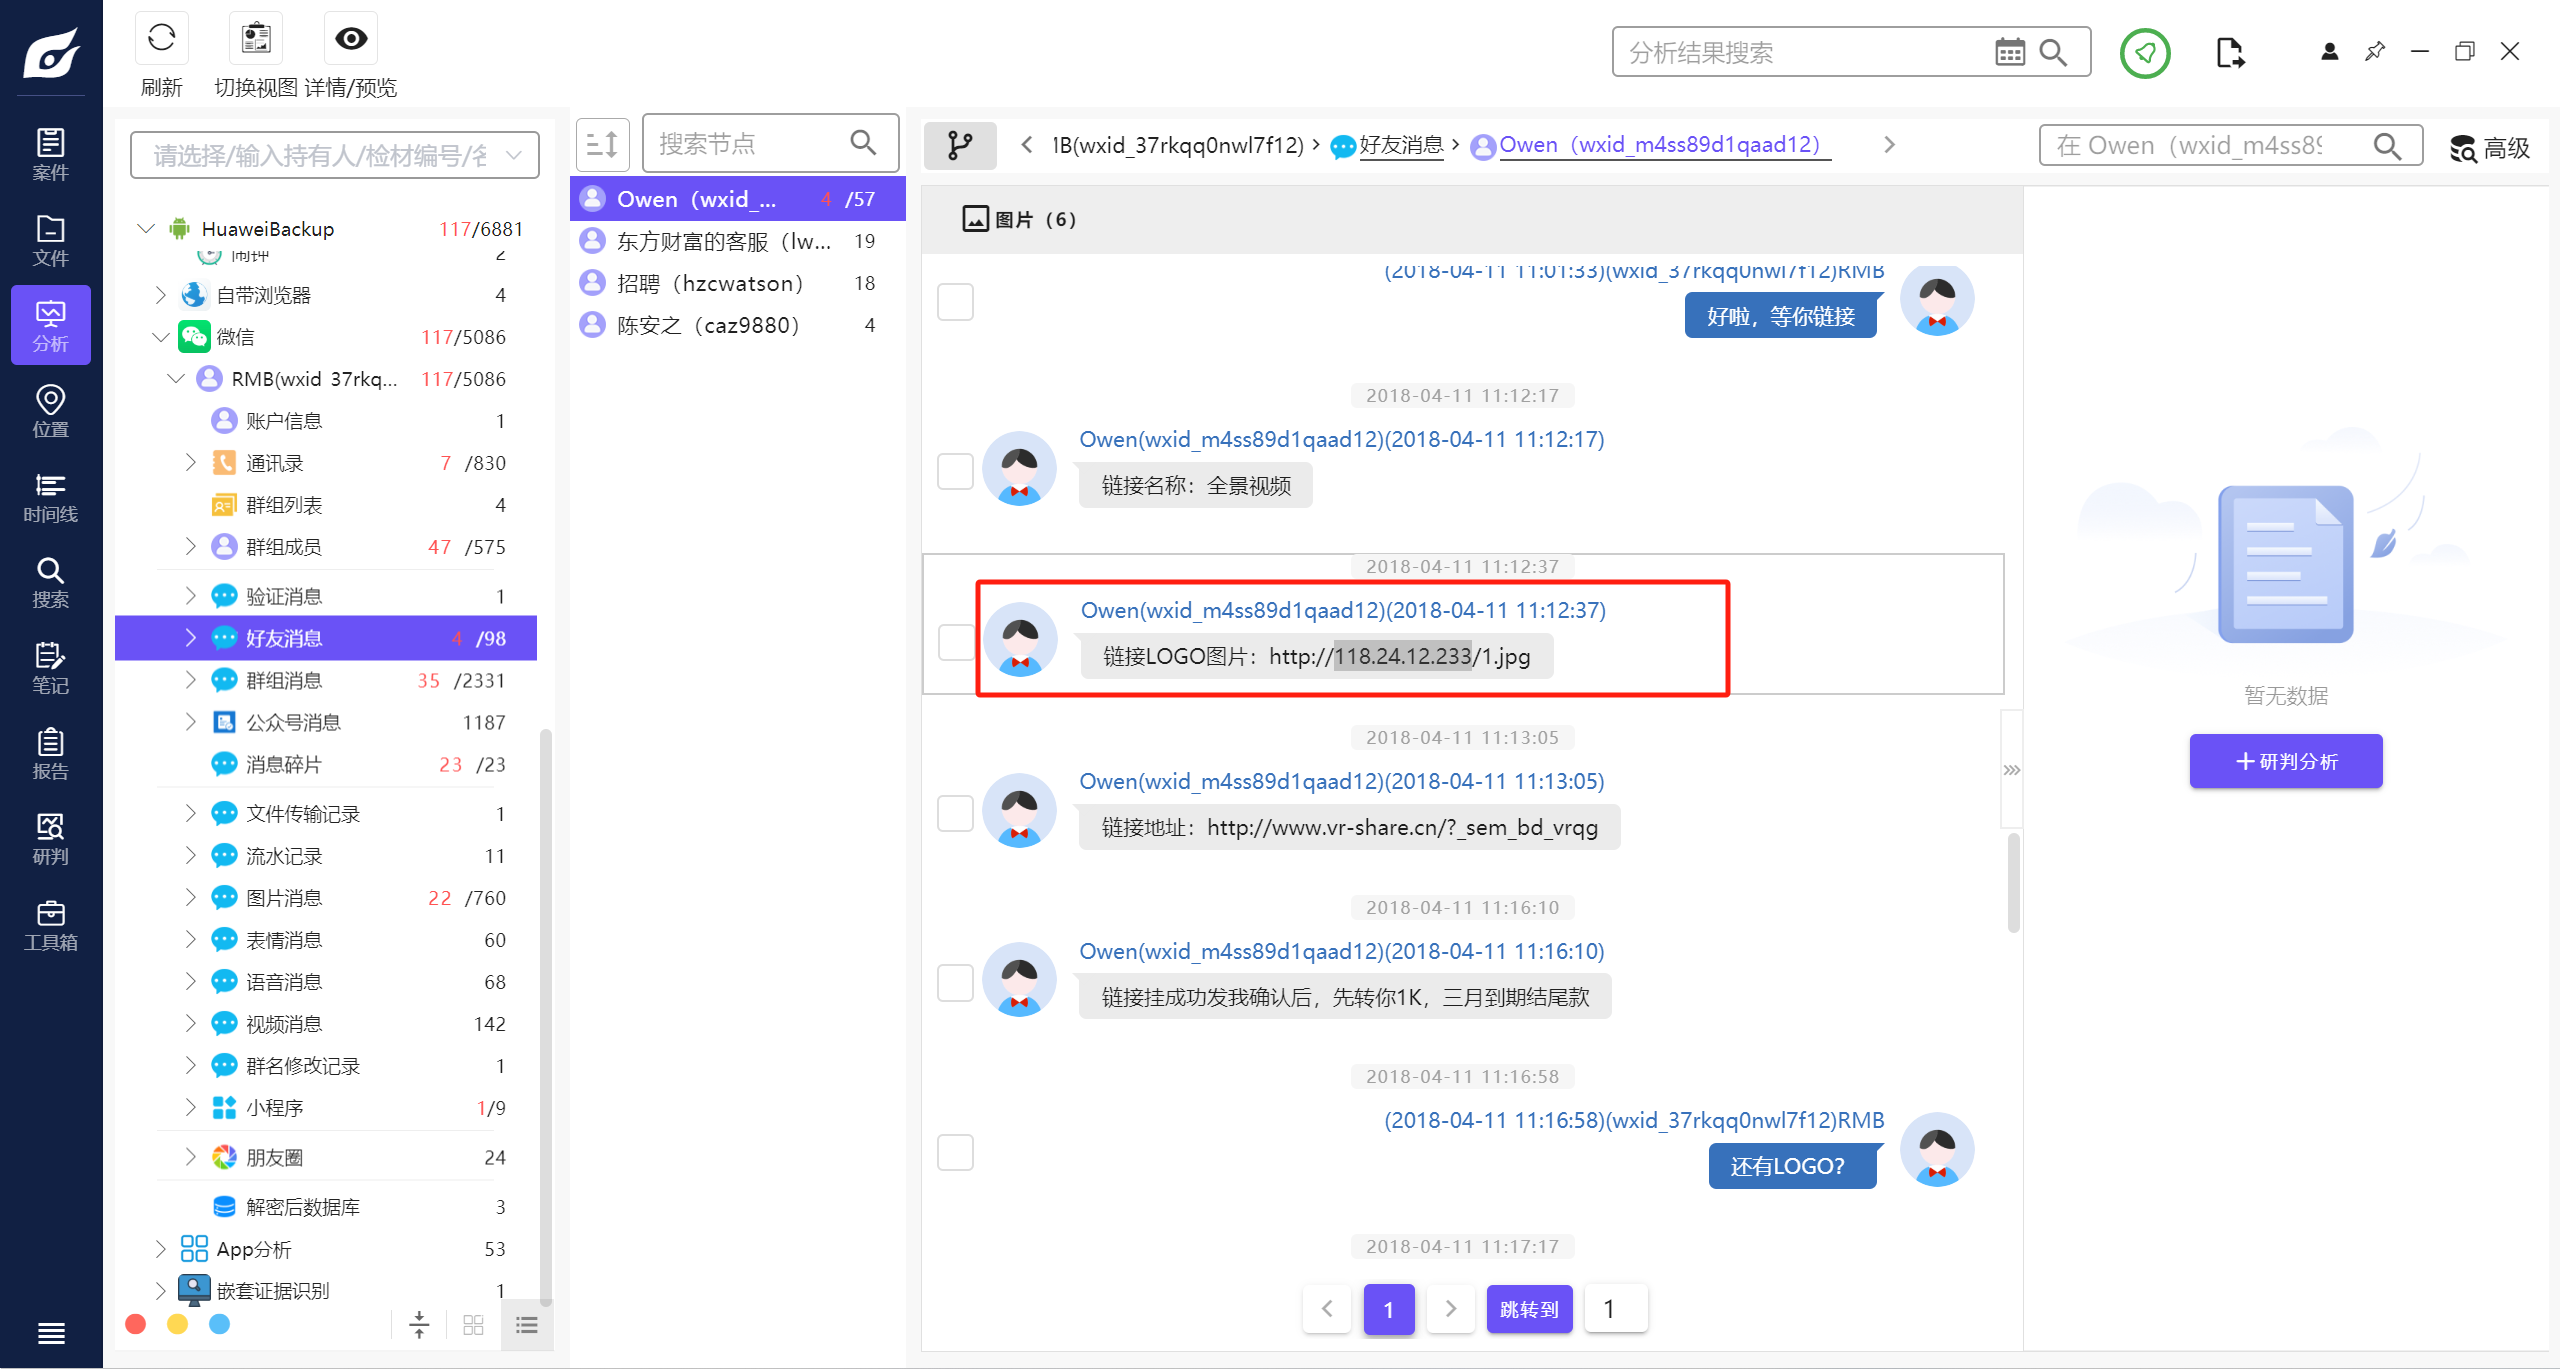 刷新
切换视图
详情/预览
分析结果搜索
案件
文件
分析
位置
时间线
搜索
笔记
报告
研判
工具箱
请选择/输入持有人/检材编号/名
HuaweiBackup 117/6881
闹钟 2
自带浏览器 4
微信 117/5086
RMB(wxid_37rkq... 117/5086
账户信息 1
通讯录 7 /830
群组列表 4
群组成员 47 /575
验证消息 1
好友消息 4 /98
群组消息 35 /2331
公众号消息 1187
消息碎片 23 /23
文件传输记录 1
流水记录 11
图片消息 22 /760
表情消息 60
语音消息 68
视频消息 142
群名修改记录 1
小程序 1/9
朋友圈 24
解密后数据库 3
App分析 53
嵌套证据识别 1
搜索节点
Owen（wxid_... 4 /57
东方财富的客服（lw... 19
招聘（hzcwatson） 18
陈安之（caz9880） 4
MB(wxid_37rkqq0nwl7f12) › 好友消息 › Owen（wxid_m4ss89d1qaad12）
在 Owen（wxid_m4ss89
高级
图片（6）
(2018-04-11 11:01:33)(wxid_37rkqq0nwl7f12)RMB
好啦，等你链接
2018-04-11 11:12:17
Owen(wxid_m4ss89d1qaad12)(2018-04-11 11:12:17)
链接名称：全景视频
2018-04-11 11:12:37
Owen(wxid_m4ss89d1qaad12)(2018-04-11 11:12:37)
链接LOGO图片：http://118.24.12.233/1.jpg
2018-04-11 11:13:05
Owen(wxid_m4ss89d1qaad12)(2018-04-11 11:13:05)
链接地址：http://www.vr-share.cn/?_sem_bd_vrqg
2018-04-11 11:16:10
Owen(wxid_m4ss89d1qaad12)(2018-04-11 11:16:10)
链接挂成功发我确认后，先转你1K，三月到期结尾款
2018-04-11 11:16:58
(2018-04-11 11:16:58)(wxid_37rkqq0nwl7f12)RMB
还有LOGO?
2018-04-11 11:17:17
1 跳转到 1
暂无数据
+研判分析